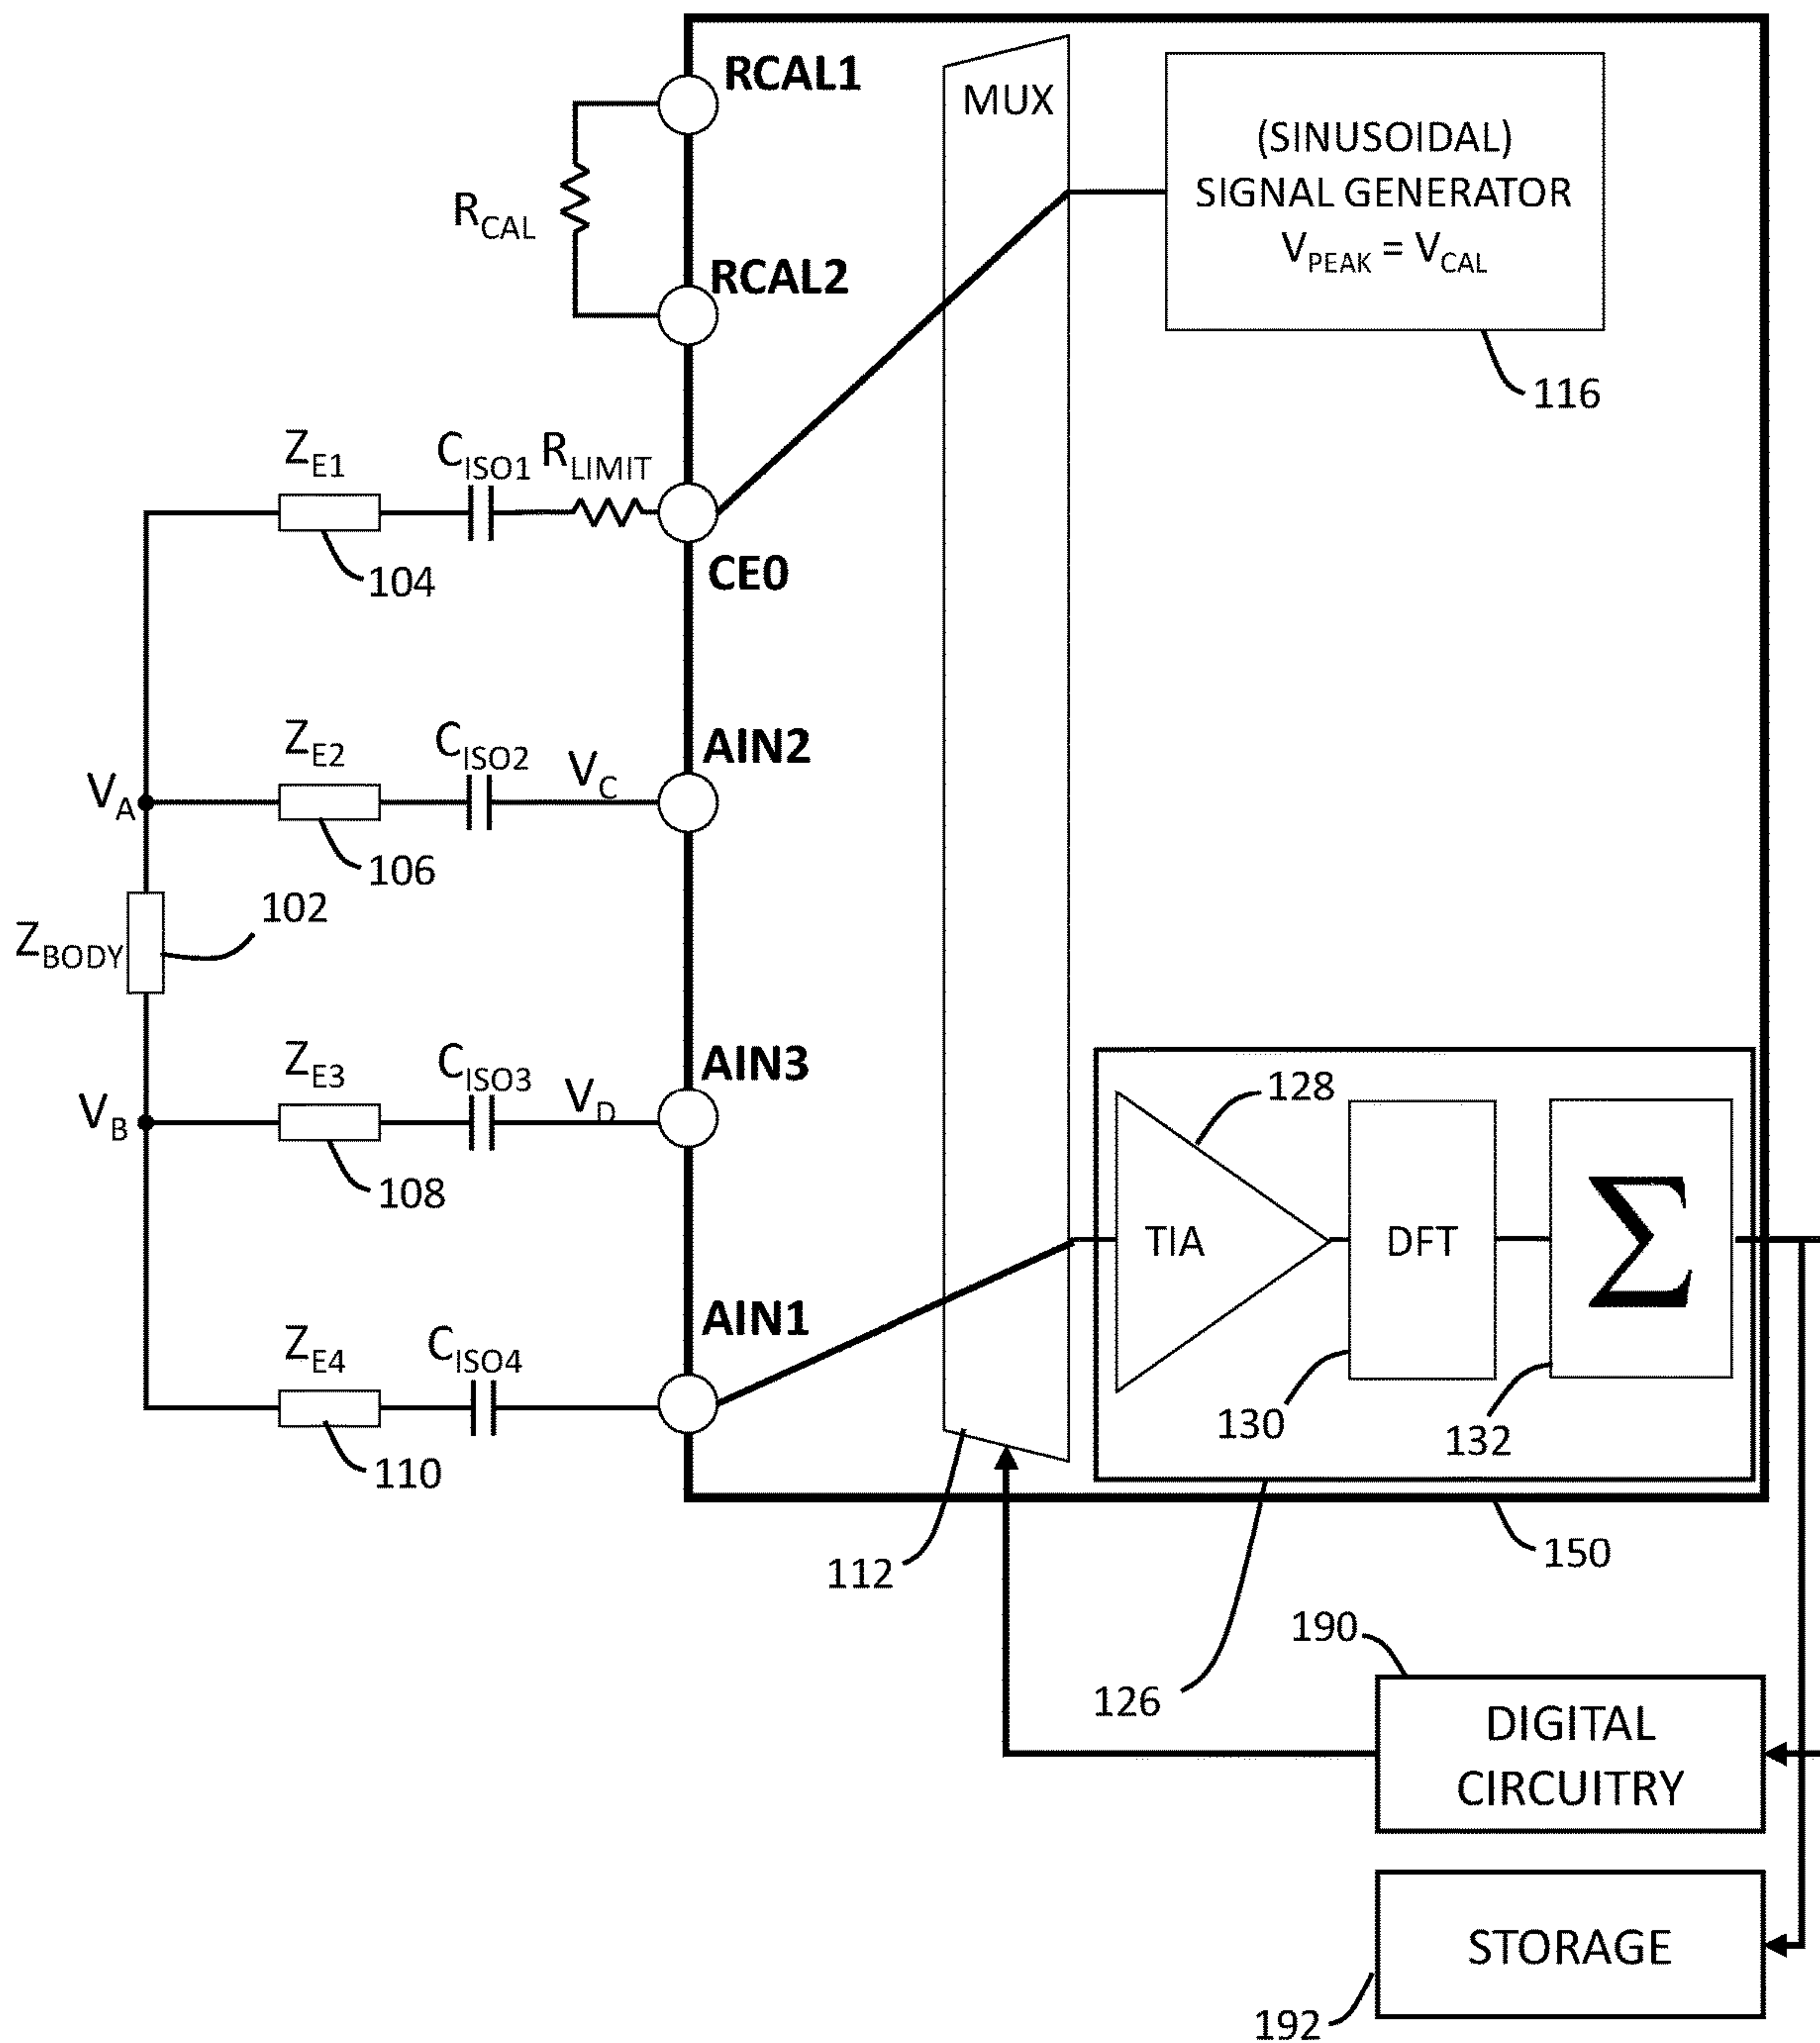 RCAL1
MUX
(SINUSOIDAL)
SIGNAL GENERATOR
VPEAK = VCAL
RCAL
RCAL2
116
ZE1
CISO1
RLIMIT
104
CE0
ZE2
CISO2
VC
AIN2
VA
106
102
ZBODY
ZE3
CISO3
VD
AIN3
128
VB
108
TIA
DFT
Σ
AIN1
ZE4
CISO4
130
132
110
112
150
190
126
DIGITAL
CIRCUITRY
STORAGE
192